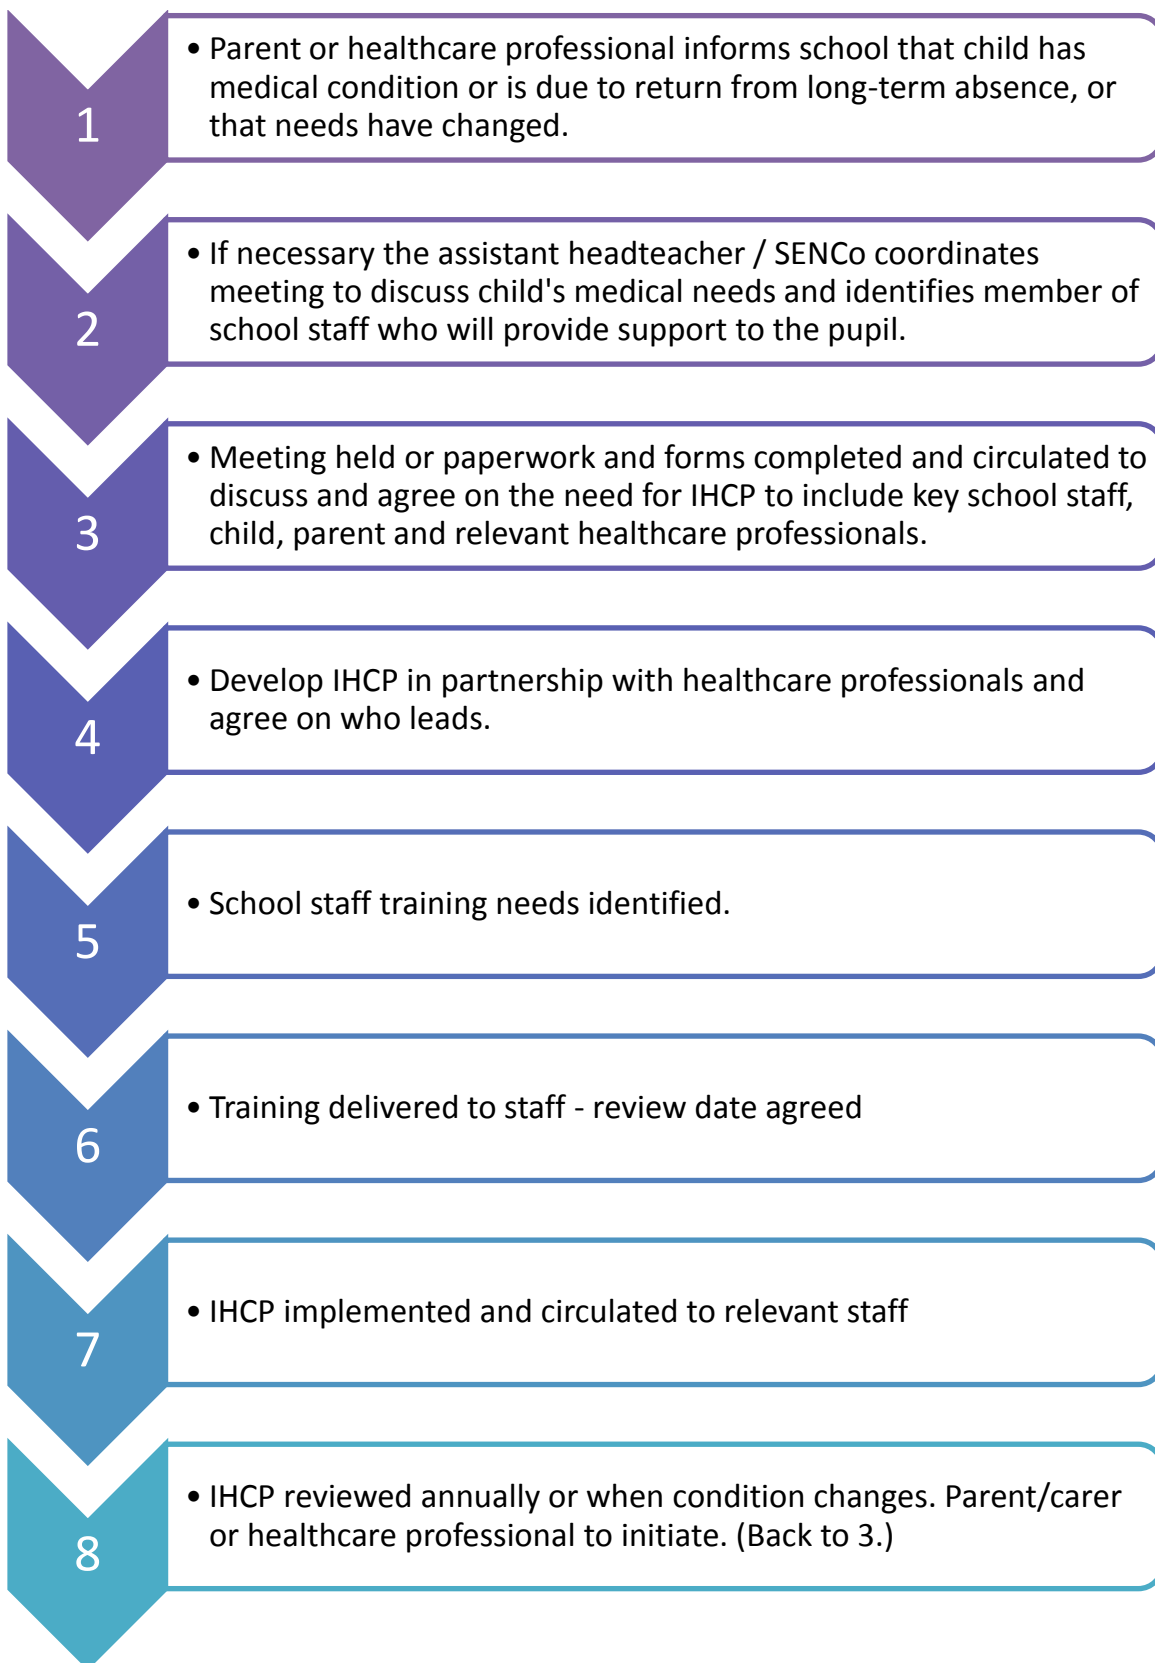 1
• Parent or healthcare professional informs school that child has
medical condition or is due to return from long-term absence, or
that needs have changed.
2
• If necessary the assistant headteacher / SENCo coordinates
meeting to discuss child's medical needs and identifies member of
school staff who will provide support to the pupil.
3
• Meeting held or paperwork and forms completed and circulated to
discuss and agree on the need for IHCP to include key school staff,
child, parent and relevant healthcare professionals.
4
• Develop IHCP in partnership with healthcare professionals and
agree on who leads.
5
• School staff training needs identified.
6
• Training delivered to staff - review date agreed
7
• IHCP implemented and circulated to relevant staff
8
• IHCP reviewed annually or when condition changes. Parent/carer
or healthcare professional to initiate. (Back to 3.)